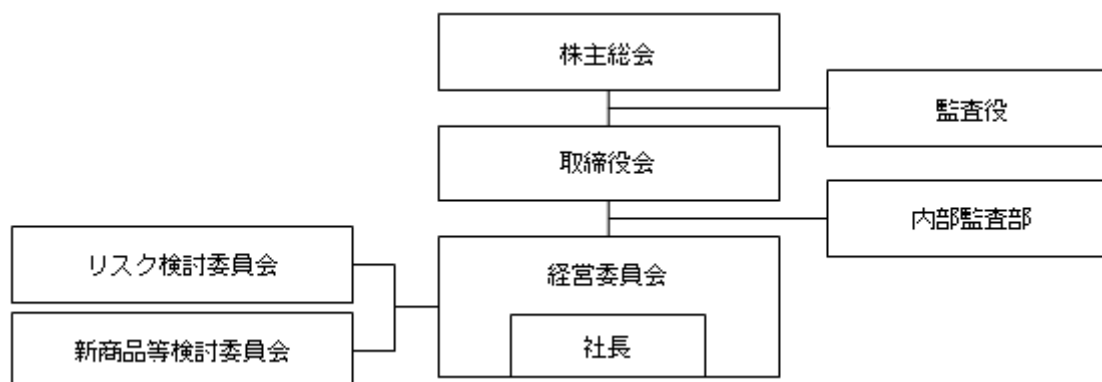 株主総会
監査役
取締役会
内部監査部
リスク検討委員会
経営委員会
新商品等検討委員会
社長